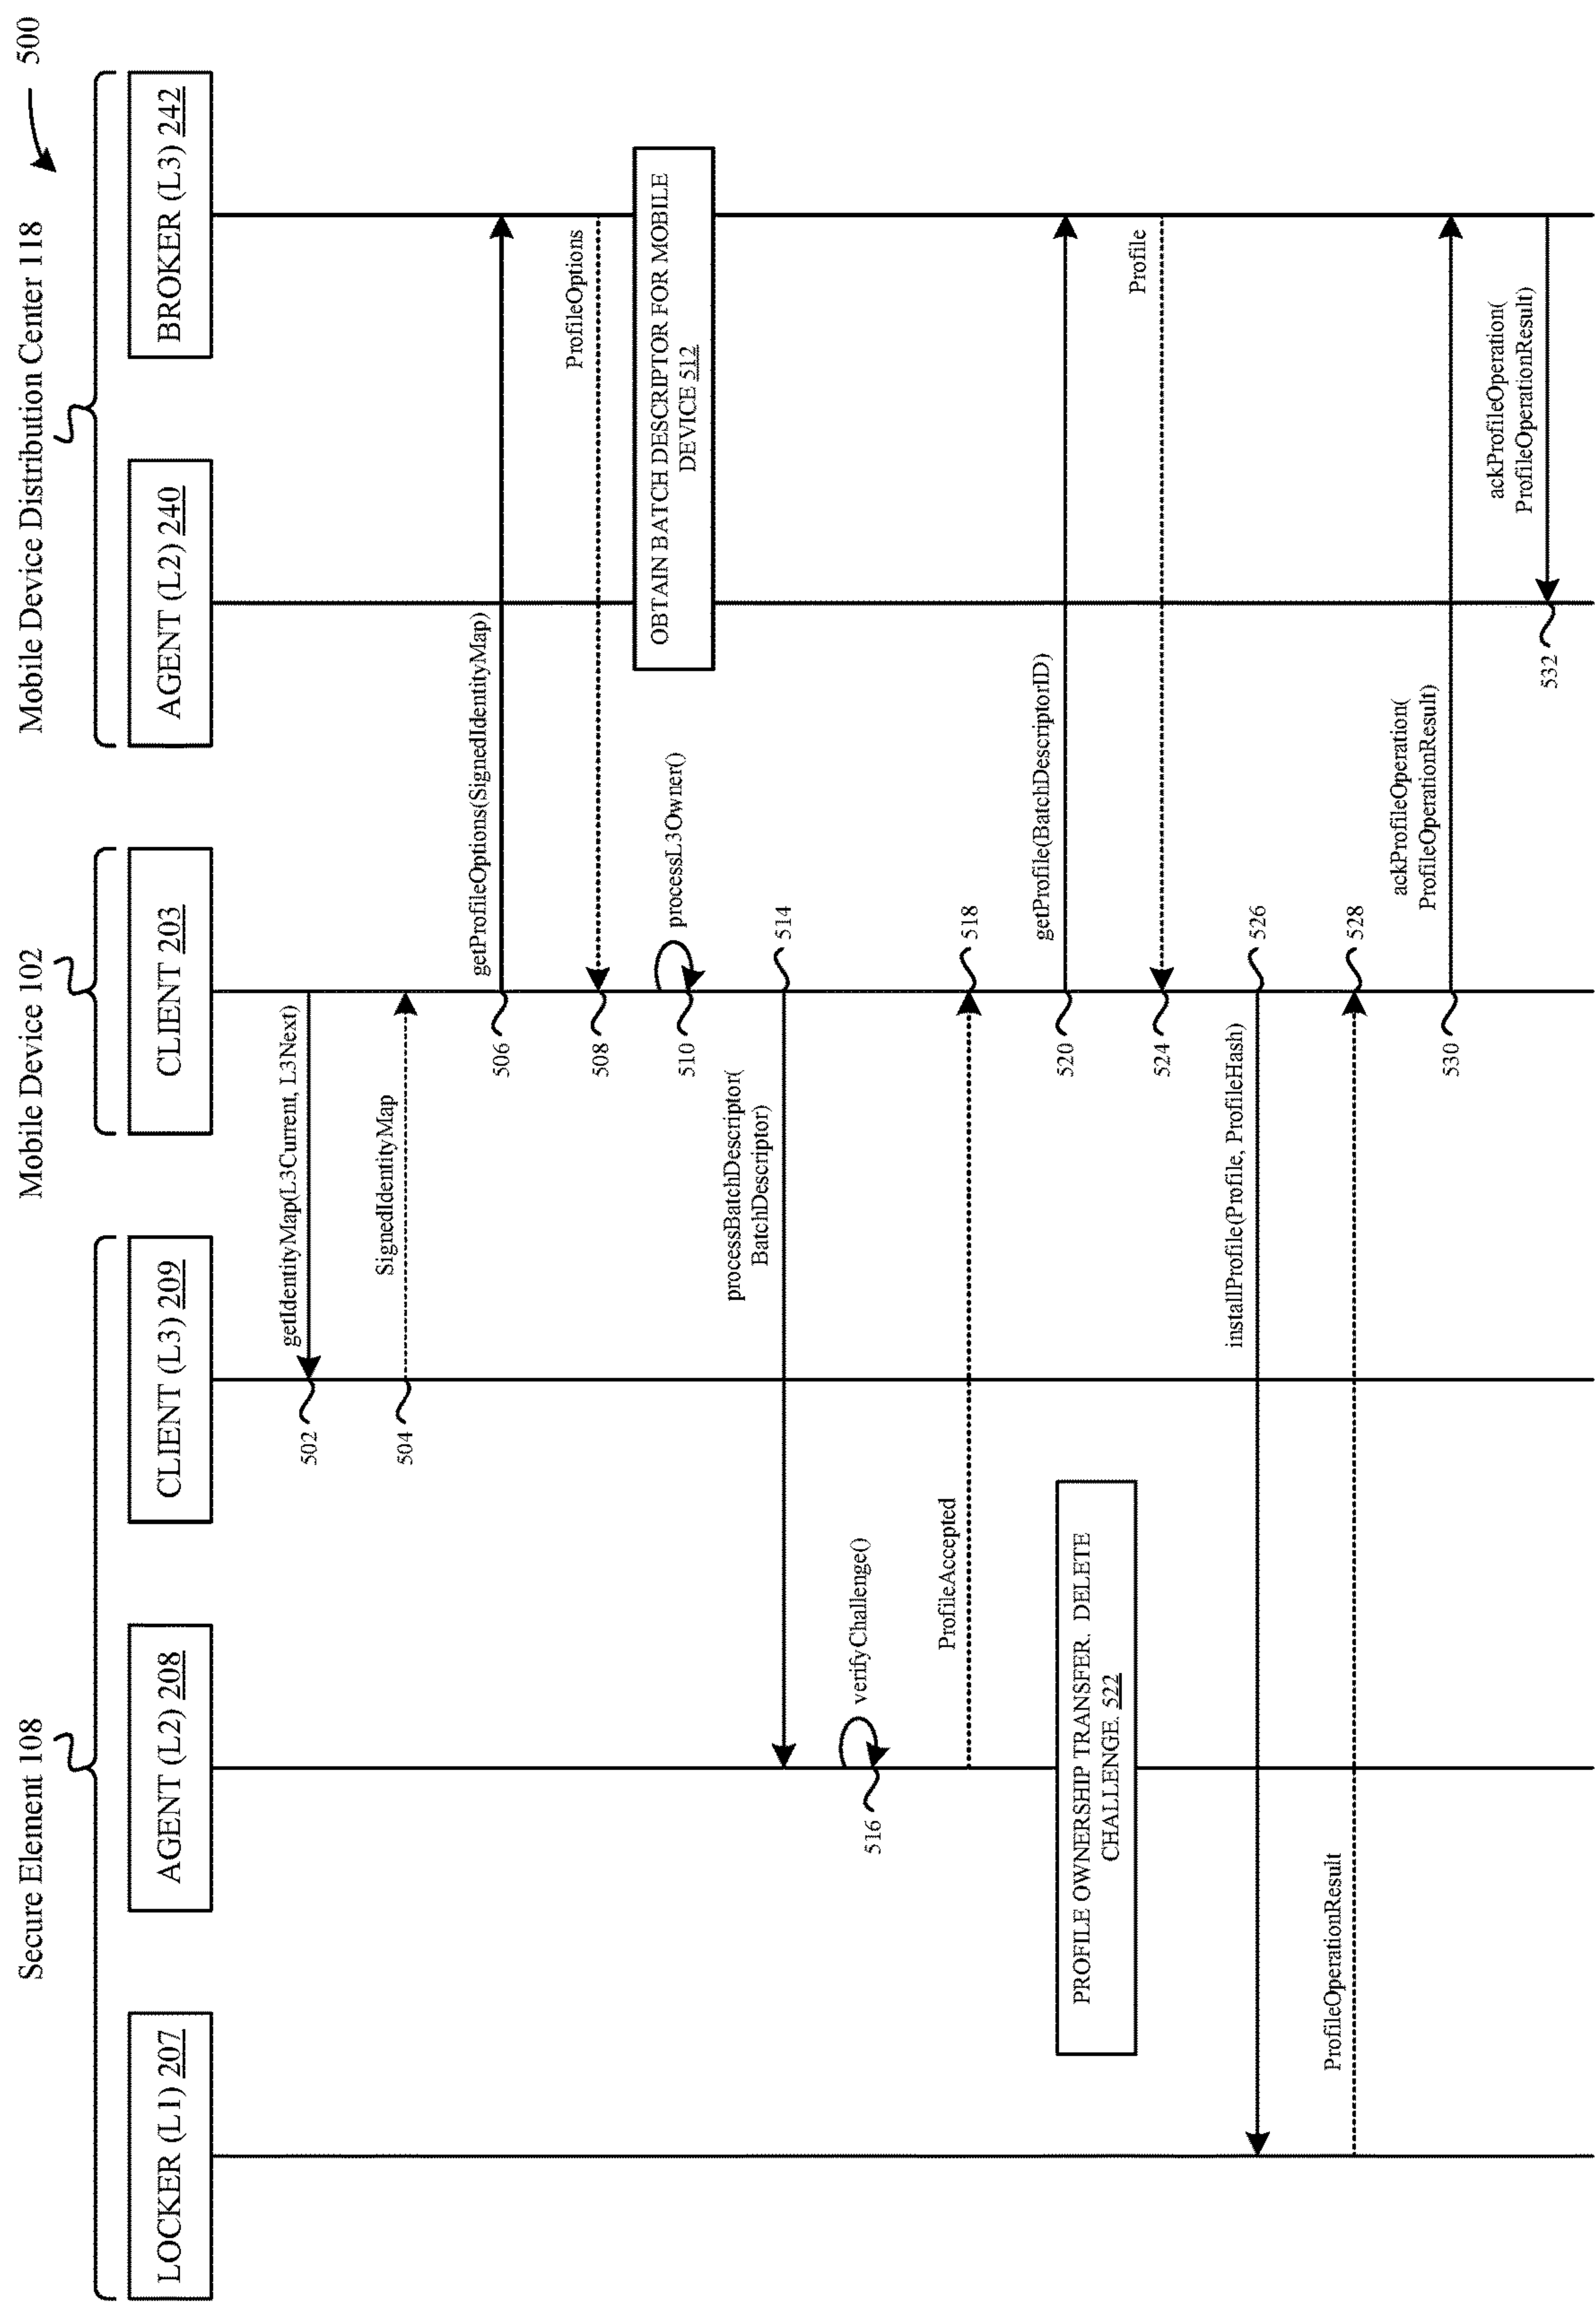 500
Secure Element 108
Mobile Device 102
Mobile Device Distribution Center 118
LOCKER (L1) 207
AGENT (L2) 208
CLIENT (L3) 209
CLIENT 203
AGENT (L2) 240
BROKER (L3) 242
getIdentityMap(L3Current, L3Next)
502
SignedIdentityMap
504
getProfileOptions(SignedIdentityMap)
506
ProfileOptions
508
processL3Owner()
510
OBTAIN BATCH DESCRIPTOR FOR MOBILE
DEVICE 512
processBatchDescriptor(
BatchDescriptor)
514
verifyChallenge()
516
ProfileAccepted
518
getProfile(BatchDescriptorID)
520
PROFILE OWNERSHIP TRANSFER. DELETE
CHALLENGE. 522
Profile
524
installProfile(Profile, ProfileHash)
526
ProfileOperationResult
528
ackProfileOperation(
ProfileOperationResult)
530
ackProfileOperation(
ProfileOperationResult)
532